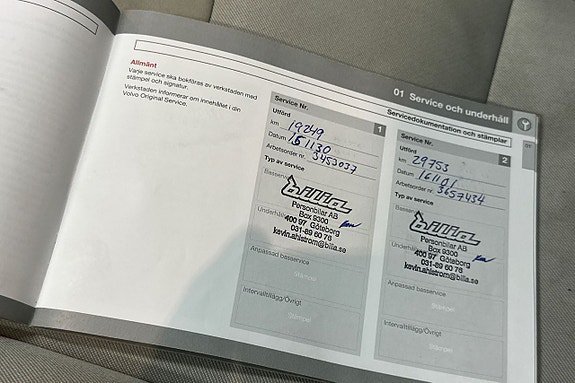 01 Service och underhåll
Servicedokumentation och stämplar
01
Allmänt
Varje service ska bokföras av verkstaden med
stämpel och signatur.
Verkstaden informerar om innehållet i din
Volvo Original Service.
Service Nr. 1
Utförd
km 19249
Datum 151130
Arbetsorder nr. 3453037
Typ av service
Basservice
bilia
Personbilar AB
Box 9300
Underhåll
400 97 Göteborg
031-89 60 76
kevin.ahlstrom@bilia.se
Anpassad basservice
Stämpel
Intervalltillägg/Övrigt
Stämpel
Service Nr. 2
Utförd
km 29753
Datum 161101
Arbetsorder nr. 3657434
Typ av service
bilia
Personbilar AB
Box 9300
400 97 Göteborg
031-89 60 76
kevin.ahlstrom@bilia.se
Anpassad basservice
Stämpel
Intervalltillägg/Övrigt
Stämpel